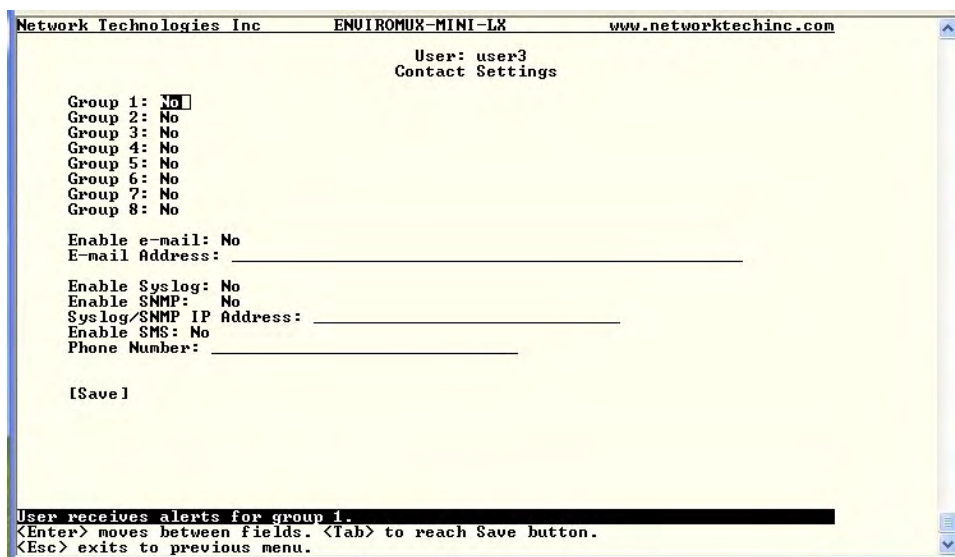 Network Technologies Inc ENVIROMUX-MINI-LX www.networktechinc.com
User: user3
Contact Settings
Group 1: No
Group 2: No
Group 3: No
Group 4: No
Group 5: No
Group 6: No
Group 7: No
Group 8: No
Enable e-mail: No
E-mail Address:
Enable Syslog: No
Enable SNMP: No
Syslog/SNMP IP Address:
Enable SMS: No
Phone Number:
[Save]
User receives alerts for group 1.
<Enter> moves between fields. <Tab> to reach Save button.
<Esc> exits to previous menu.